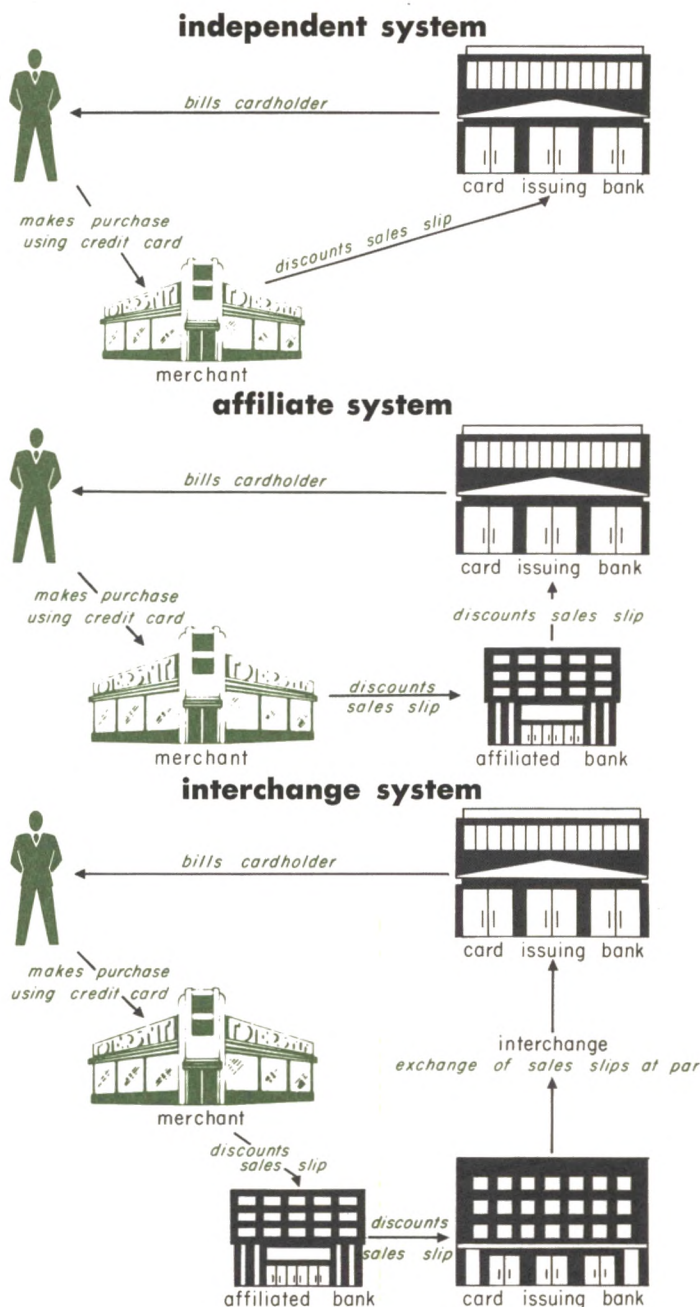 independent system
bills cardholder
card issuing bank
makes purchase
using credit card
discounts sales slip
merchant
affiliate system
bills cardholder
card issuing bank
makes purchase
using credit card
discounts sales slip
discounts
sales slip
merchant
affiliated bank
interchange system
bills cardholder
card issuing bank
makes purchase
using credit card
interchange
exchange of sales slips at par
merchant
discounts
sales slip
discounts
sales slip
affiliated bank
card issuing bank